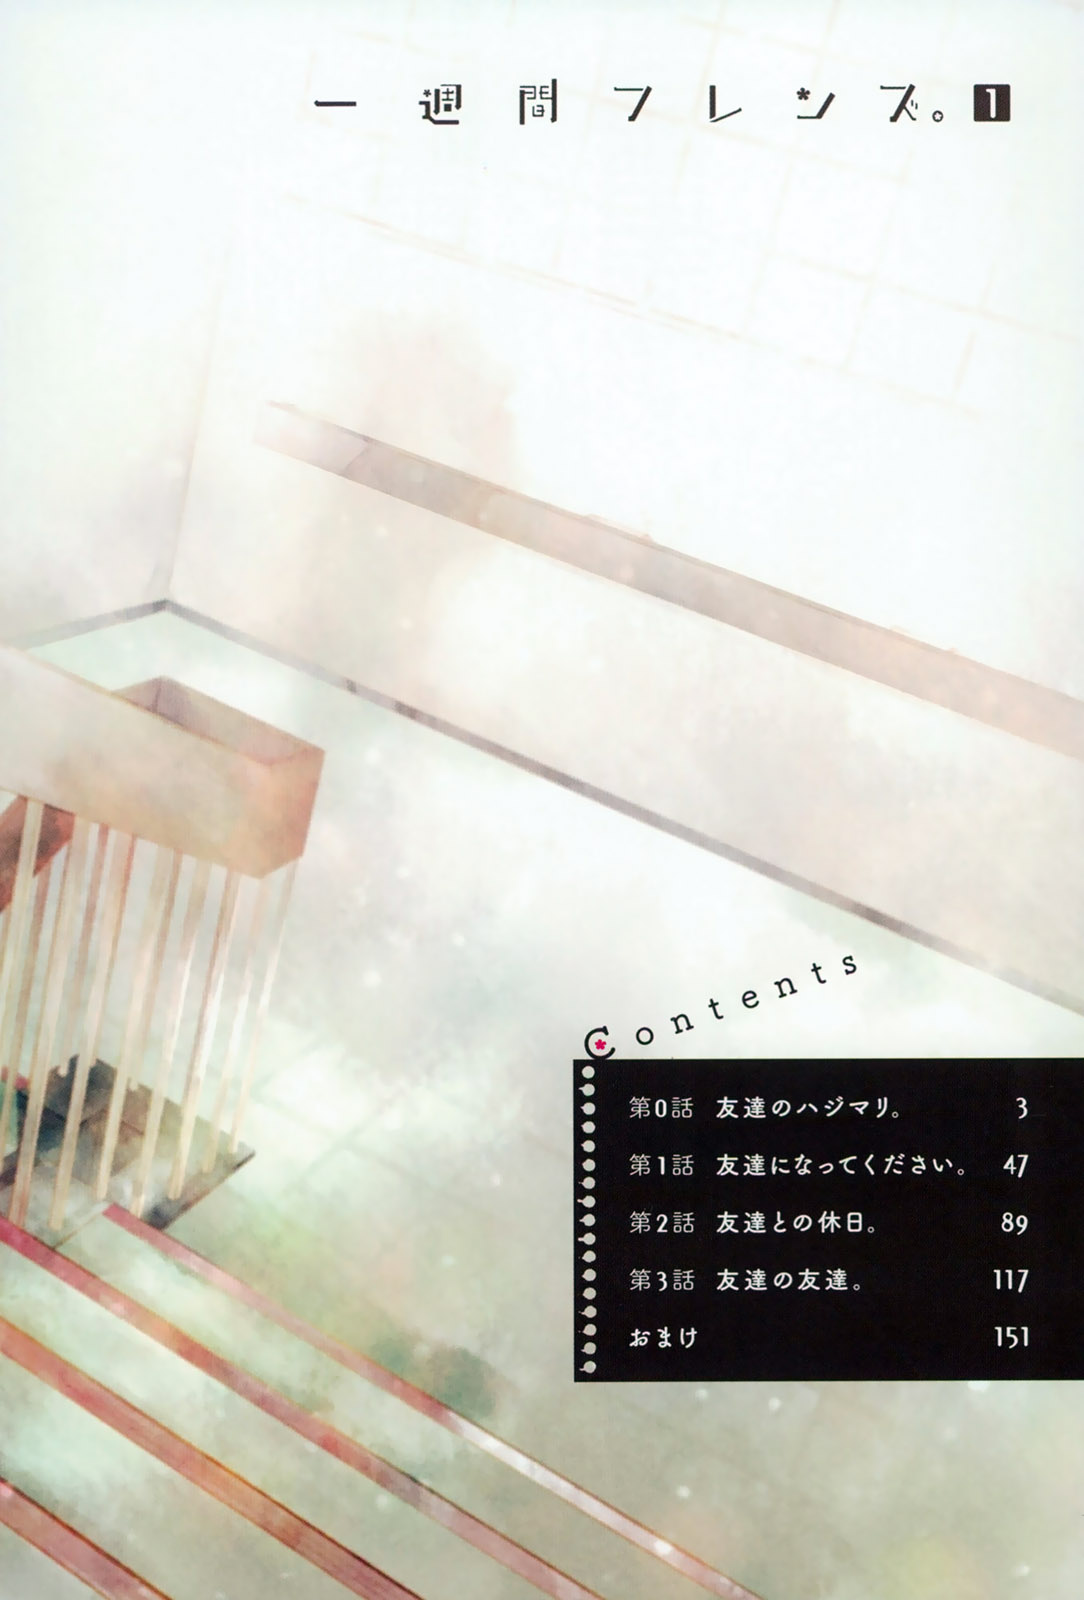 一週間フレンズ。1
Contents
第0話 友達のハジマリ。 3
第1話 友達になってください。 47
第2話 友達との休日。 89
第3話 友達の友達。 117
おまけ 151